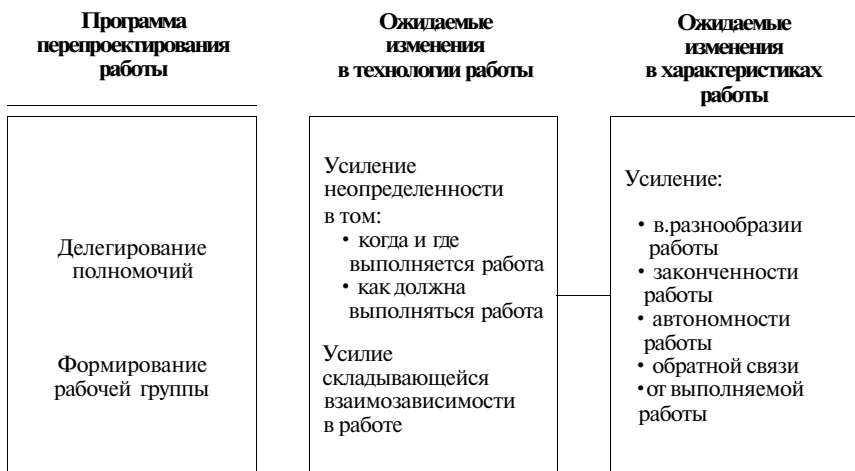 Программа
перепроектирования
работы
Ожидаемые
изменения
в технологии работы
Ожидаемые
изменения
в характеристиках
работы
Делегирование
полномочий
Формирование
рабочей группы
Усиление
неопределенности
в том:
• когда и где
выполняется работа
• как должна
выполняться работа
Усилие
складывающейся
взаимозависимости
в работе
Усиление:
• в.разнообразии
работы
• законченности
работы
• автономности
работы
• обратной связи
•от выполняемой
работы